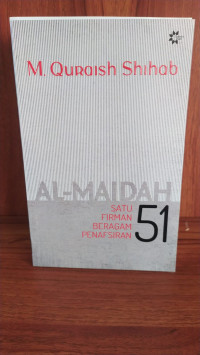 M. Quraish Shihab
AL-MAIDAH
51
SATU
FIRMAN
BERAGAM
PENAFSIRAN